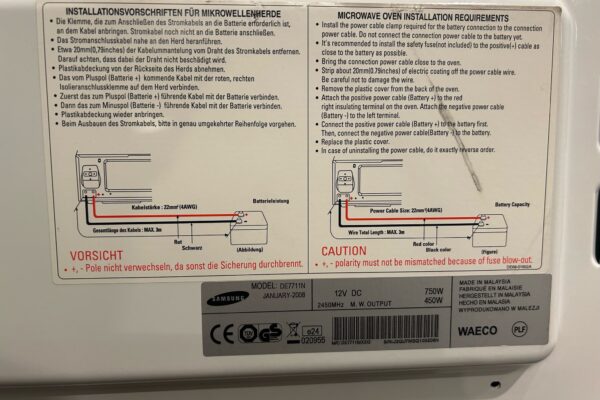 INSTALLATIONSVORSCHRIFTEN FÜR MIKROWELLENHERDE
• Die Klemme, die zum Anschließen des Stromkabels an die Batterie erforderlich ist,
an dem Kabel anbringen. Stromkabel noch nicht an die Batterie anschließen.
• Das Stromanschlusskabel nahe an den Herd heranführen.
• Etwa 20mm(0,79inches) der Kabelummantelung vom Draht des Stromkabels entfernen.
Darauf achten, dass dabei der Draht nicht beschädigt wird.
• Plastikabdeckung von der Rückseite des Herds abnehmen.
• Das vom Pluspol (Batterie +) kommende Kabel mit der roten, rechten
Isolieranschlussklemme auf dem Herd verbinden.
• Zuerst das zum Pluspol (Batterie +) führende Kabel mit der Batterie verbinden.
• Dann das zum Minuspol (Batterie -) führende Kabel mit der Batterie verbinden.
• Plastikabdeckung wieder anbringen.
• Beim Ausbauen des Stromkabels, bitte in genau umgekehrter Reihenfolge vorgehen.
Batterieleistung
Kabelstärke : 22mm²(4AWG)
Gesamtlänge des Kabels : MAX. 3m
Rot
Schwarz
(Abbildung)
VORSICHT
• +, - Pole nicht verwechseln, da sonst die Sicherung durchbrennt.
MICROWAVE OVEN INSTALLATION REQUIREMENTS
• Install the power cable clamp required for the battery connection to the connection
power cable. Do not connect the connection power cable to the battery yet.
• It's recommended to install the safety fuse(not included) to the positive(+) cable as
close to the battery as possible.
• Bring the connection power cable close to the oven.
• Strip about 20mm(0.79inches) of electric coating off the power cable wire.
Be careful not to damage the wire.
• Remove the plastic cover from the back of the oven.
• Attach the positive power cable (Battery +) to the red
right insulating terminal on the oven. Attach the negative power cable
(Battery -) to the left terminal.
• Connect the positive power cable (Battery +) to the battery first.
Then, connect the negative power cable(Battery -) to the battery.
• Replace the plastic cover.
• In case of uninstalling the power cable, do it exactly reverse order.
Battery Capacity
Power Cable Size: 22mm²(4AWG)
Wire Total Length: MAX. 3m
Red color
Black color
(Figure)
CAUTION
• +, - polarity must not be mismatched because of fuse blow-out.
SAMSUNG
MODEL: DE7711N
JANUARY-2008
12V DC 750W
2450MHz M. W. OUTPUT 450W
MADE IN MALAYSIA
FABRIQUÉ EN MALAISIE
HERGESTELLT IN MALAYSIA
HECHO EN MALASIA
WYPRODUKOWANO W MALEZJI
CE
GS
e24
020956
WAECO
PLF